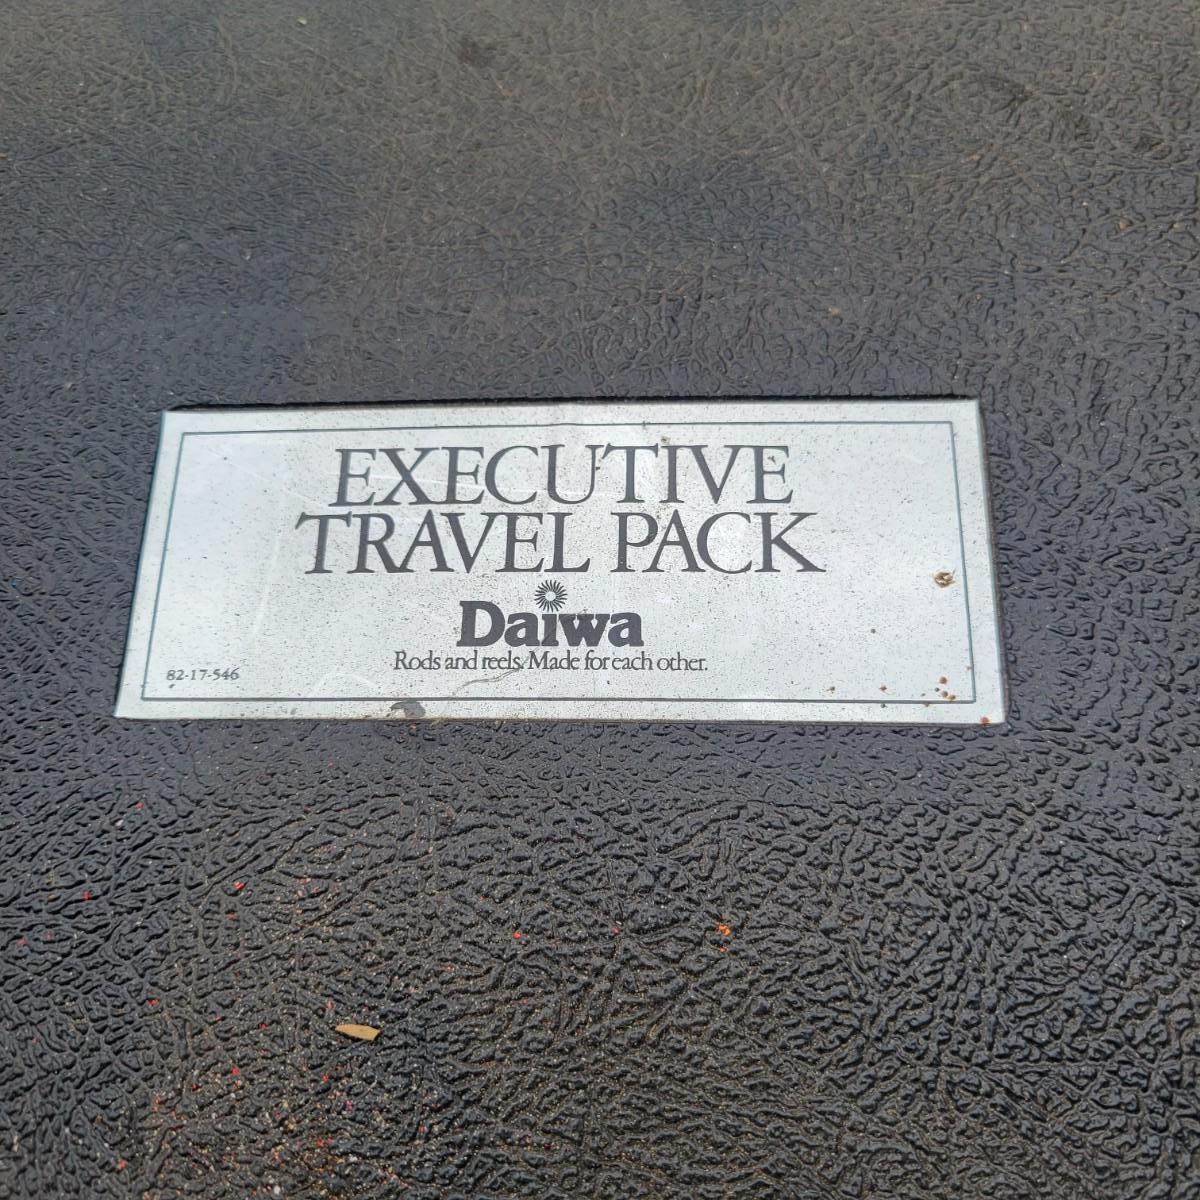 EXECUTIVE
TRAVEL PACK
Daiwa
Rods and reels. Made for each other.
82-17-546